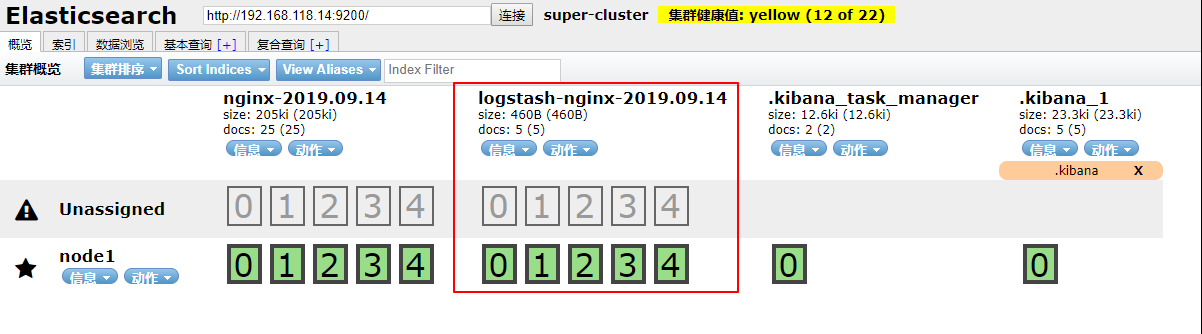 Elasticsearch http://192.168.118.14:9200/ 连接 super-cluster 集群健康值: yellow (12 of 22)
概览 索引 数据浏览 基本查询 [+] 复合查询 [+]
集群概览 集群排序 Sort Indices View Aliases Index Filter
nginx-2019.09.14 logstash-nginx-2019.09.14 .kibana_task_manager .kibana_1
size: 205ki (205ki) size: 460B (460B) size: 12.6ki (12.6ki) size: 23.3ki (23.3ki)
docs: 25 (25) docs: 5 (5) docs: 2 (2) docs: 5 (5)
信息 动作 信息 动作 信息 动作 信息 动作
.kibana X
Unassigned 0 1 2 3 4 0 1 2 3 4
node1 0 1 2 3 4 0 1 2 3 4 0 0
信息 动作